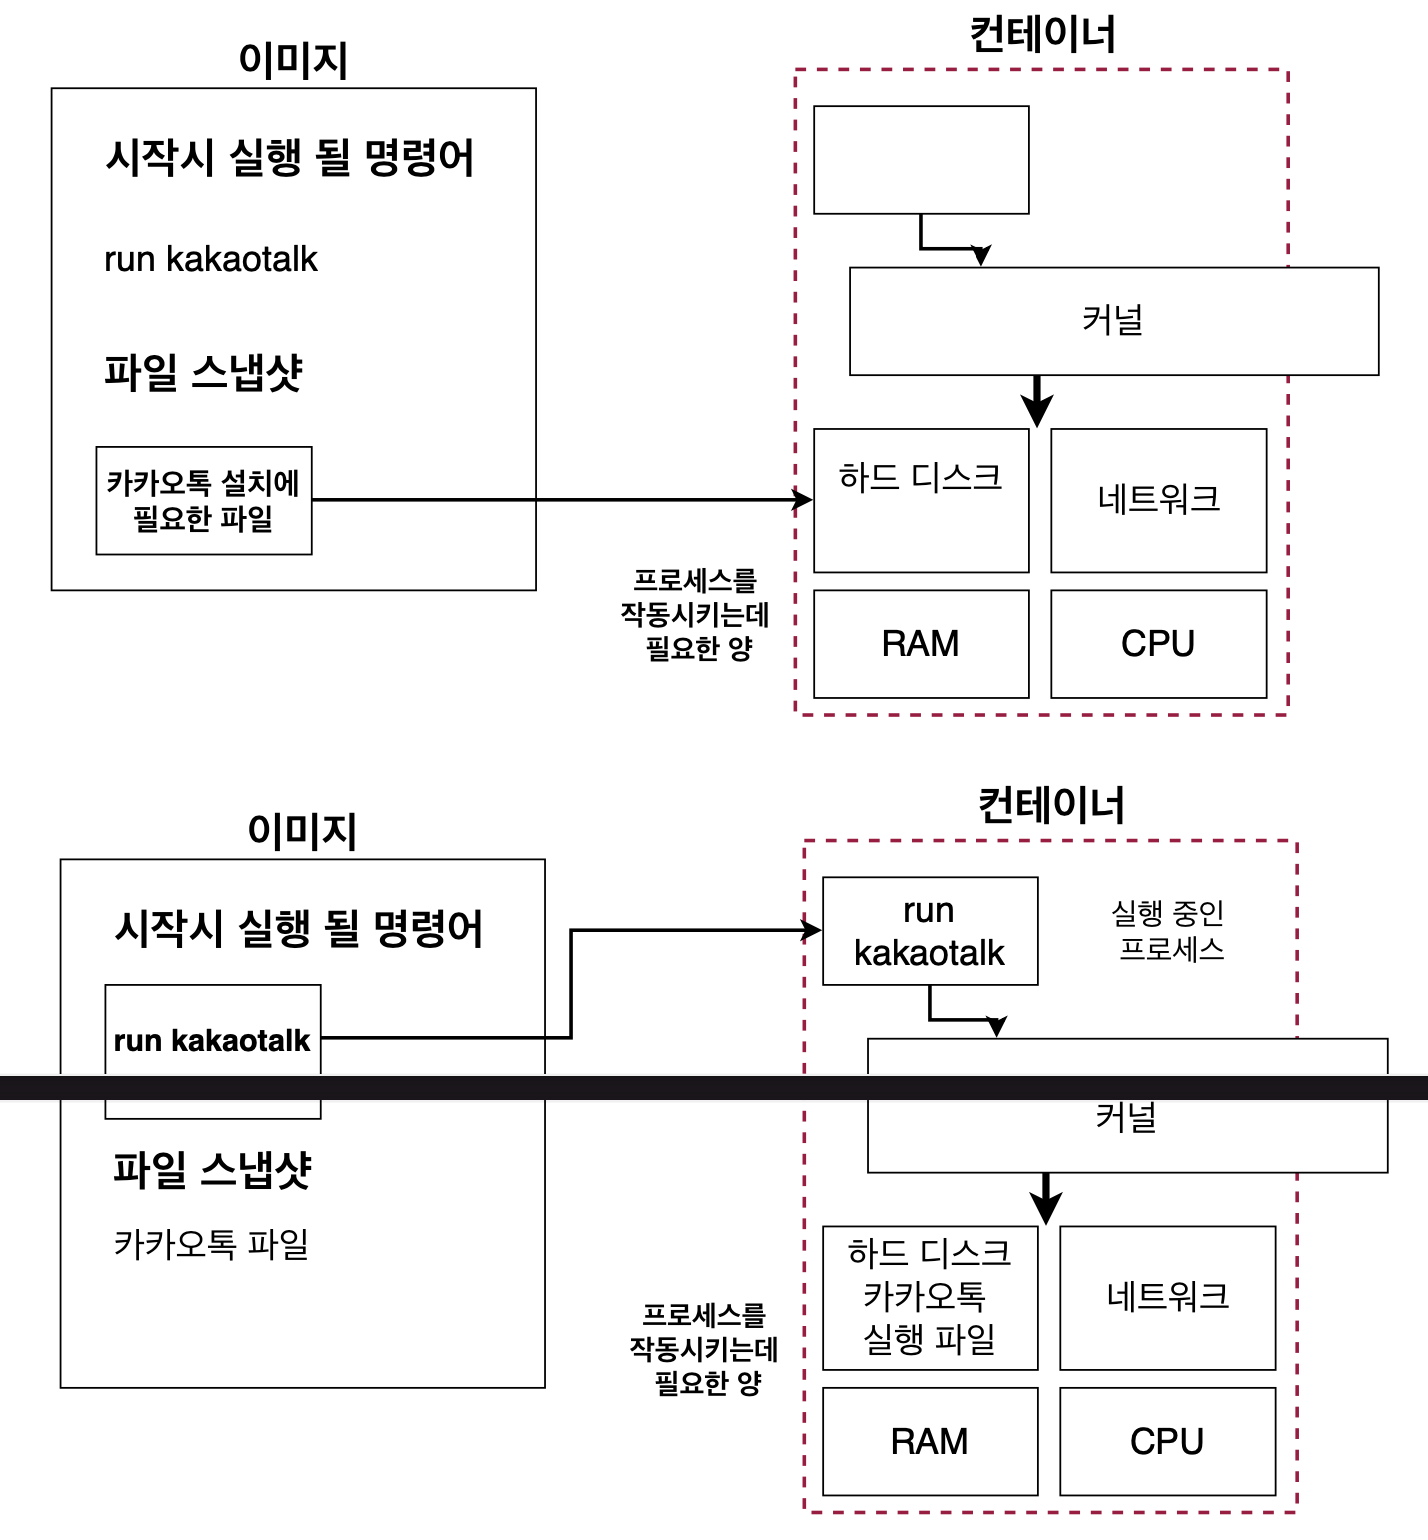 이미지
시작시 실행 될 명령어
run kakaotalk
파일 스냅샷
카카오톡 설치에
필요한 파일
컨테이너
커널
하드 디스크
네트워크
프로세스를
작동시키는데
필요한 양
RAM
CPU
이미지
시작시 실행 될 명령어
run kakaotalk
파일 스냅샷
카카오톡 파일
컨테이너
run
kakaotalk
실행 중인
프로세스
커널
하드 디스크
카카오톡
실행 파일
네트워크
프로세스를
작동시키는데
필요한 양
RAM
CPU